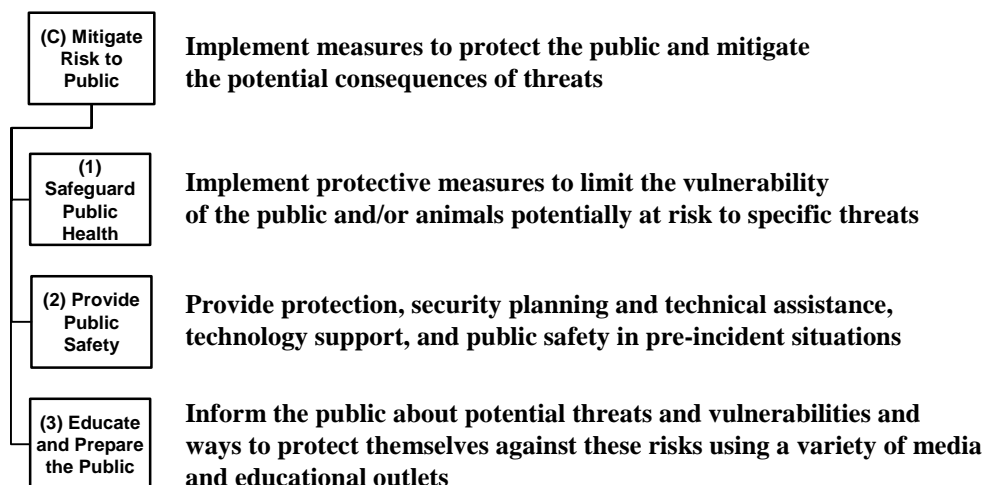 (C) Mitigate
Risk to
Public
Implement measures to protect the public and mitigate
the potential consequences of threats
(1)
Safeguard
Public
Health
Implement protective measures to limit the vulnerability
of the public and/or animals potentially at risk to specific threats
(2) Provide
Public
Safety
Provide protection, security planning and technical assistance,
technology support, and public safety in pre-incident situations
(3) Educate
and Prepare
the Public
Inform the public about potential threats and vulnerabilities and
ways to protect themselves against these risks using a variety of media
and educational outlets